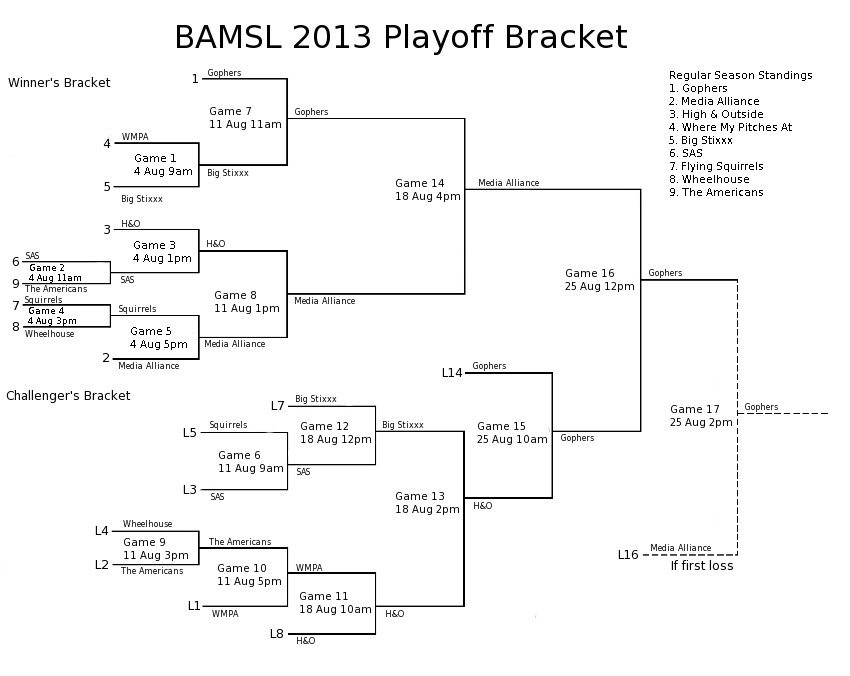 BAMSL 2013 Playoff Bracket
Winner's Bracket
1 Gophers
Game 7
11 Aug 11am
Gophers
4 WMPA
Game 1
4 Aug 9am
Big Stixxx
5
Big Stixxx
Game 14
18 Aug 4pm
Media Alliance
3 H&O
Game 3
4 Aug 1pm
H&O
6 SAS
Game 2
4 Aug 11am
SAS
9 The Americans
Game 8
11 Aug 1pm
Media Alliance
7 Squirrels
Game 4
4 Aug 3pm
Squirrels
8 Wheelhouse
Game 5
4 Aug 5pm
Media Alliance
2
Media Alliance
Game 16
25 Aug 12pm
Gophers
Regular Season Standings
1. Gophers
2. Media Alliance
3. High & Outside
4. Where My Pitches At
5. Big Stixxx
6. SAS
7. Flying Squirrels
8. Wheelhouse
9. The Americans
Challenger's Bracket
L14 Gophers
L7 Big Stixxx
Game 12
18 Aug 12pm
Big Stixxx
Game 15
25 Aug 10am
Gophers
L5 Squirrels
Game 6
11 Aug 9am
SAS
L3
SAS
Game 13
18 Aug 2pm
H&O
L4 Wheelhouse
Game 9
11 Aug 3pm
The Americans
L2
The Americans
Game 10
11 Aug 5pm
WMPA
L1
WMPA
Game 11
18 Aug 10am
H&O
L8
H&O
Game 17
25 Aug 2pm
Gophers
L16 Media Alliance
If first loss